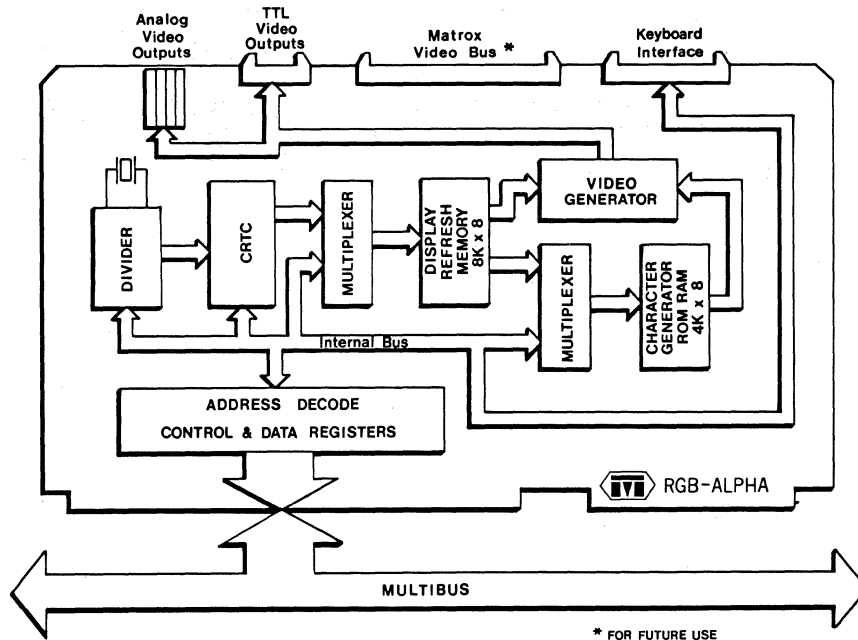 Analog
Video
Outputs
TTL
Video
Outputs
Matrox
Video Bus *
Keyboard
Interface
DIVIDER
CRTC
MULTIPLEXER
DISPLAY
REFRESH
MEMORY
8K x 8
VIDEO
GENERATOR
MULTIPLEXER
CHARACTER
GENERATOR
ROM RAM
4K x 8
Internal Bus
ADDRESS DECODE
CONTROL & DATA REGISTERS
RGB-ALPHA
MULTIBUS
* FOR FUTURE USE